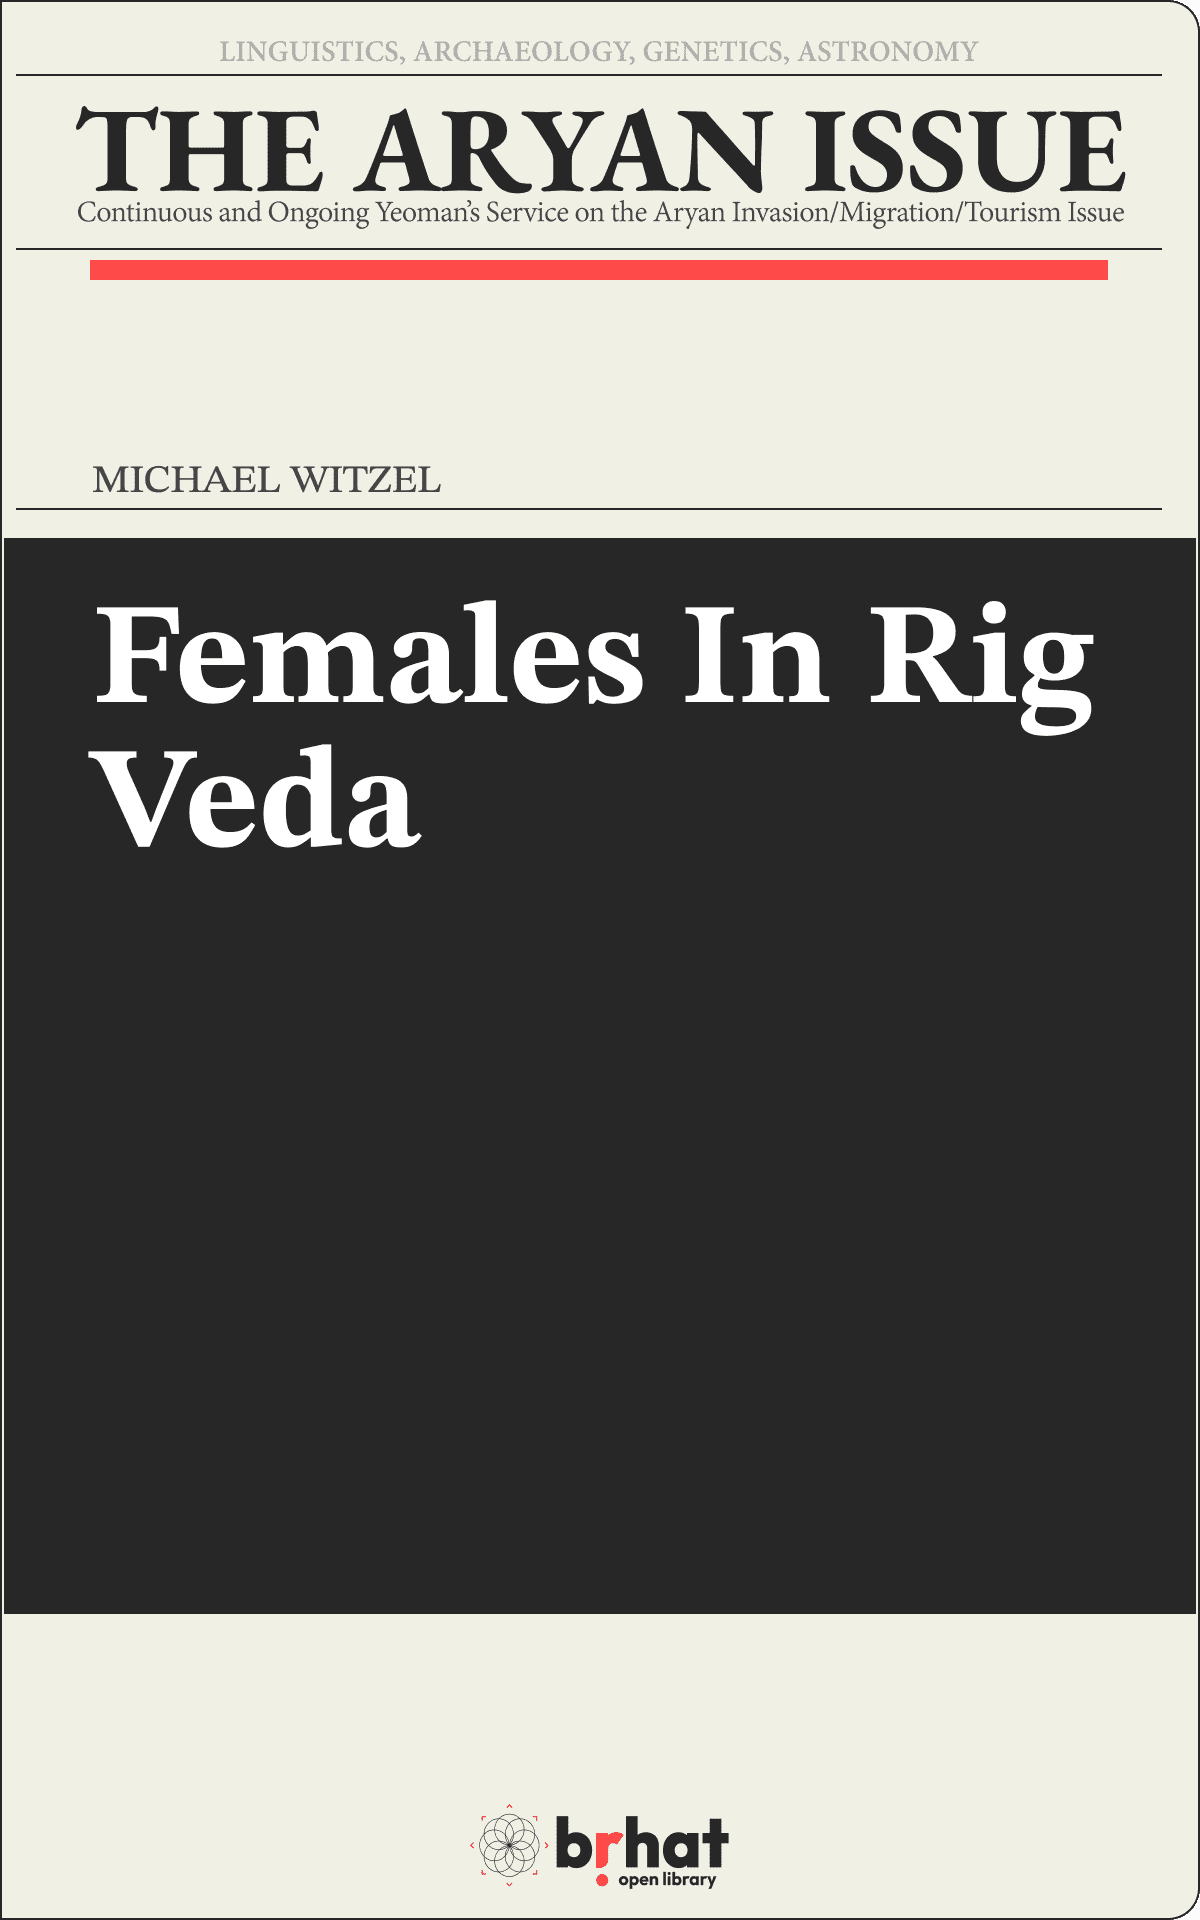 LINGUISTICS, ARCHAEOLOGY, GENETICS, ASTRONOMY
THE ARYAN ISSUE
Continuous and Ongoing Yeoman’s Service on the Aryan Invasion/Migration/Tourism Issue
MICHAEL WITZEL
Females In Rig
Veda
bṛhat
open library